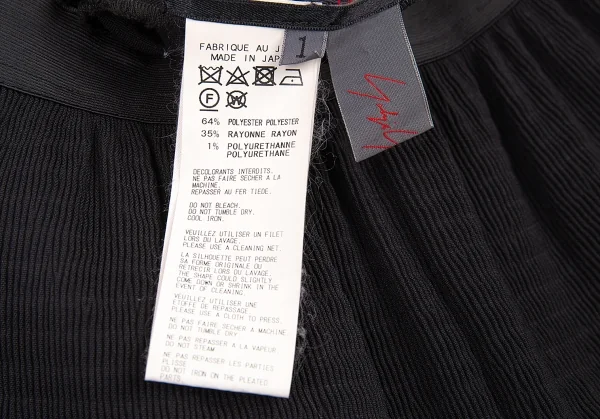 FABRIQUE AU J
MADE IN JAP
1
F
W
64% POLYESTER POLYESTER
35% RAYONNE RAYON
1% POLYURETHANNE
POLYURETHANE
DECOLORANTS INTERDITS.
NE PAS FAIRE SECHER A LA
MACHINE.
REPASSER AU FER TIEDE.
DO NOT BLEACH.
DO NOT TUMBLE DRY.
COOL IRON.
VEUILLEZ UTILISER UN FILET
LORS DU LAVAGE.
PLEASE USE A CLEANING NET.
LA SILHOUETTE PEUT PERDRE
SA FORME ORIGINALE OU
RETRECIR LORS DU LAVAGE.
THE SHAPE COULD SLIGHTLY
COME DOWN OR SHRINK IN THE
EVENT OF CLEANING.
VEUILLEZ UTILISER UNE
ETOFFE DE REPASSAGE
PLEASE USE A CLOTH TO PRESS.
NE PAS FAIRE SECHER A MACHINE
DO NOT TUMBLE DRY
NE PAS REPASSER A LA VAPEUR
DO NOT STEAM
NE PAS REPASSER LES PARTIES
PLISSE
DO NOT IRON ON THE PLEATED
PARTS